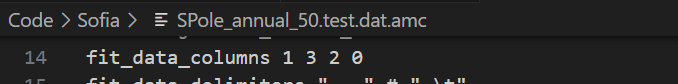 Code > Sofia > SPole_annual_50.test.dat.amc
14 fit_data_columns 1 3 2 0